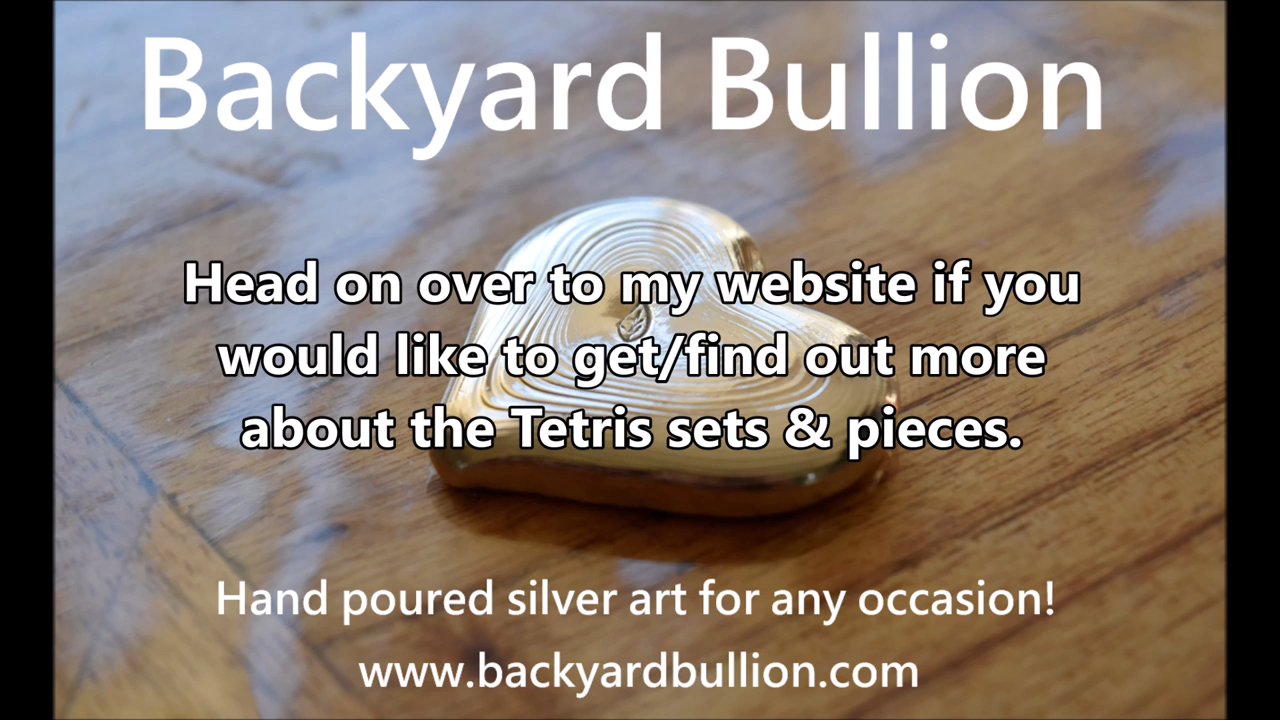 Backyard Bullion
Head on over to my website if you
would like to get/find out more
about the Tetris sets & pieces.
Hand poured silver art for any occasion!
www.backyardbullion.com